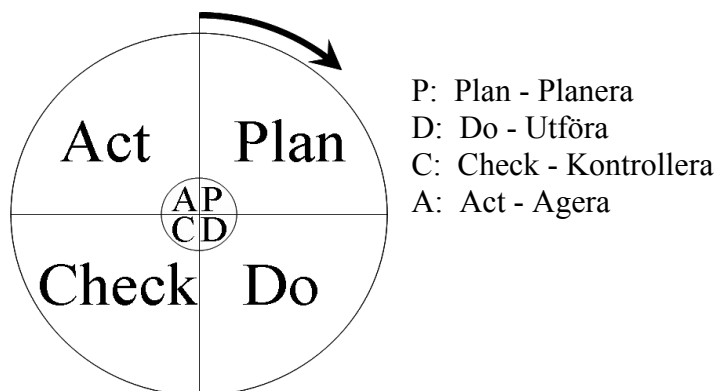 Act Plan
A P
C D
Check Do
P: Plan - Planera
D: Do - Utföra
C: Check - Kontrollera
A: Act - Agera